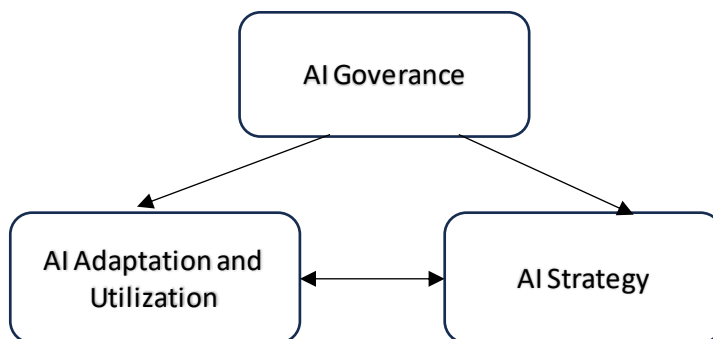 AI Goverance
AI Adaptation and
Utilization
AI Strategy